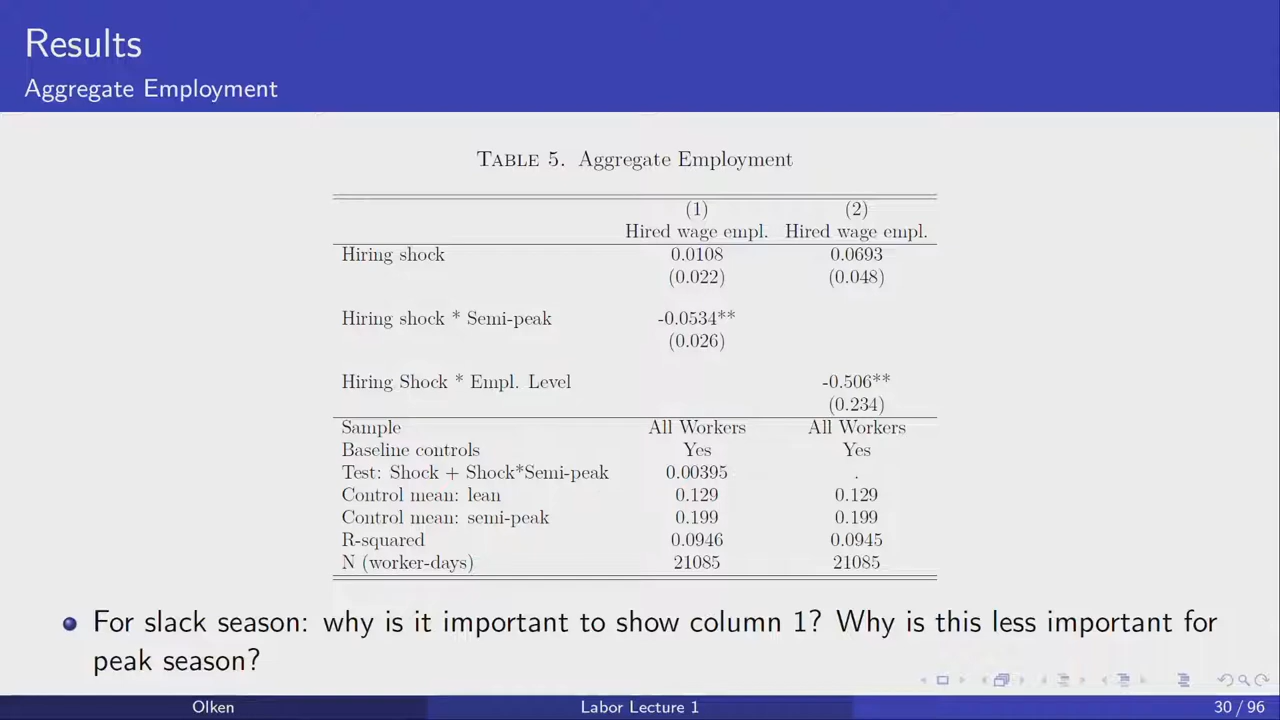 Results
Aggregate Employment
Table 5. Aggregate Employment
(1) (2)
Hired wage empl. Hired wage empl.
Hiring shock 0.0108 0.0693
(0.022) (0.048)
Hiring shock * Semi-peak -0.0534**
(0.026)
Hiring Shock * Empl. Level -0.506**
(0.234)
Sample All Workers All Workers
Baseline controls Yes Yes
Test: Shock + Shock*Semi-peak 0.00395 .
Control mean: lean 0.129 0.129
Control mean: semi-peak 0.199 0.199
R-squared 0.0946 0.0945
N (worker-days) 21085 21085
For slack season: why is it important to show column 1? Why is this less important for
peak season?
Olken Labor Lecture 1 30 / 96